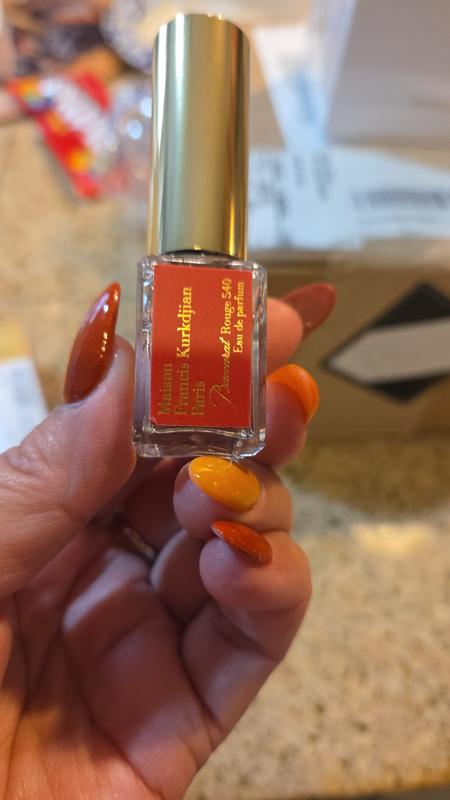 Maison
Francis Kurkdjian
Paris
Baccarat Rouge 540
Eau de parfum